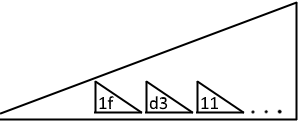 1f d3 11 . . .